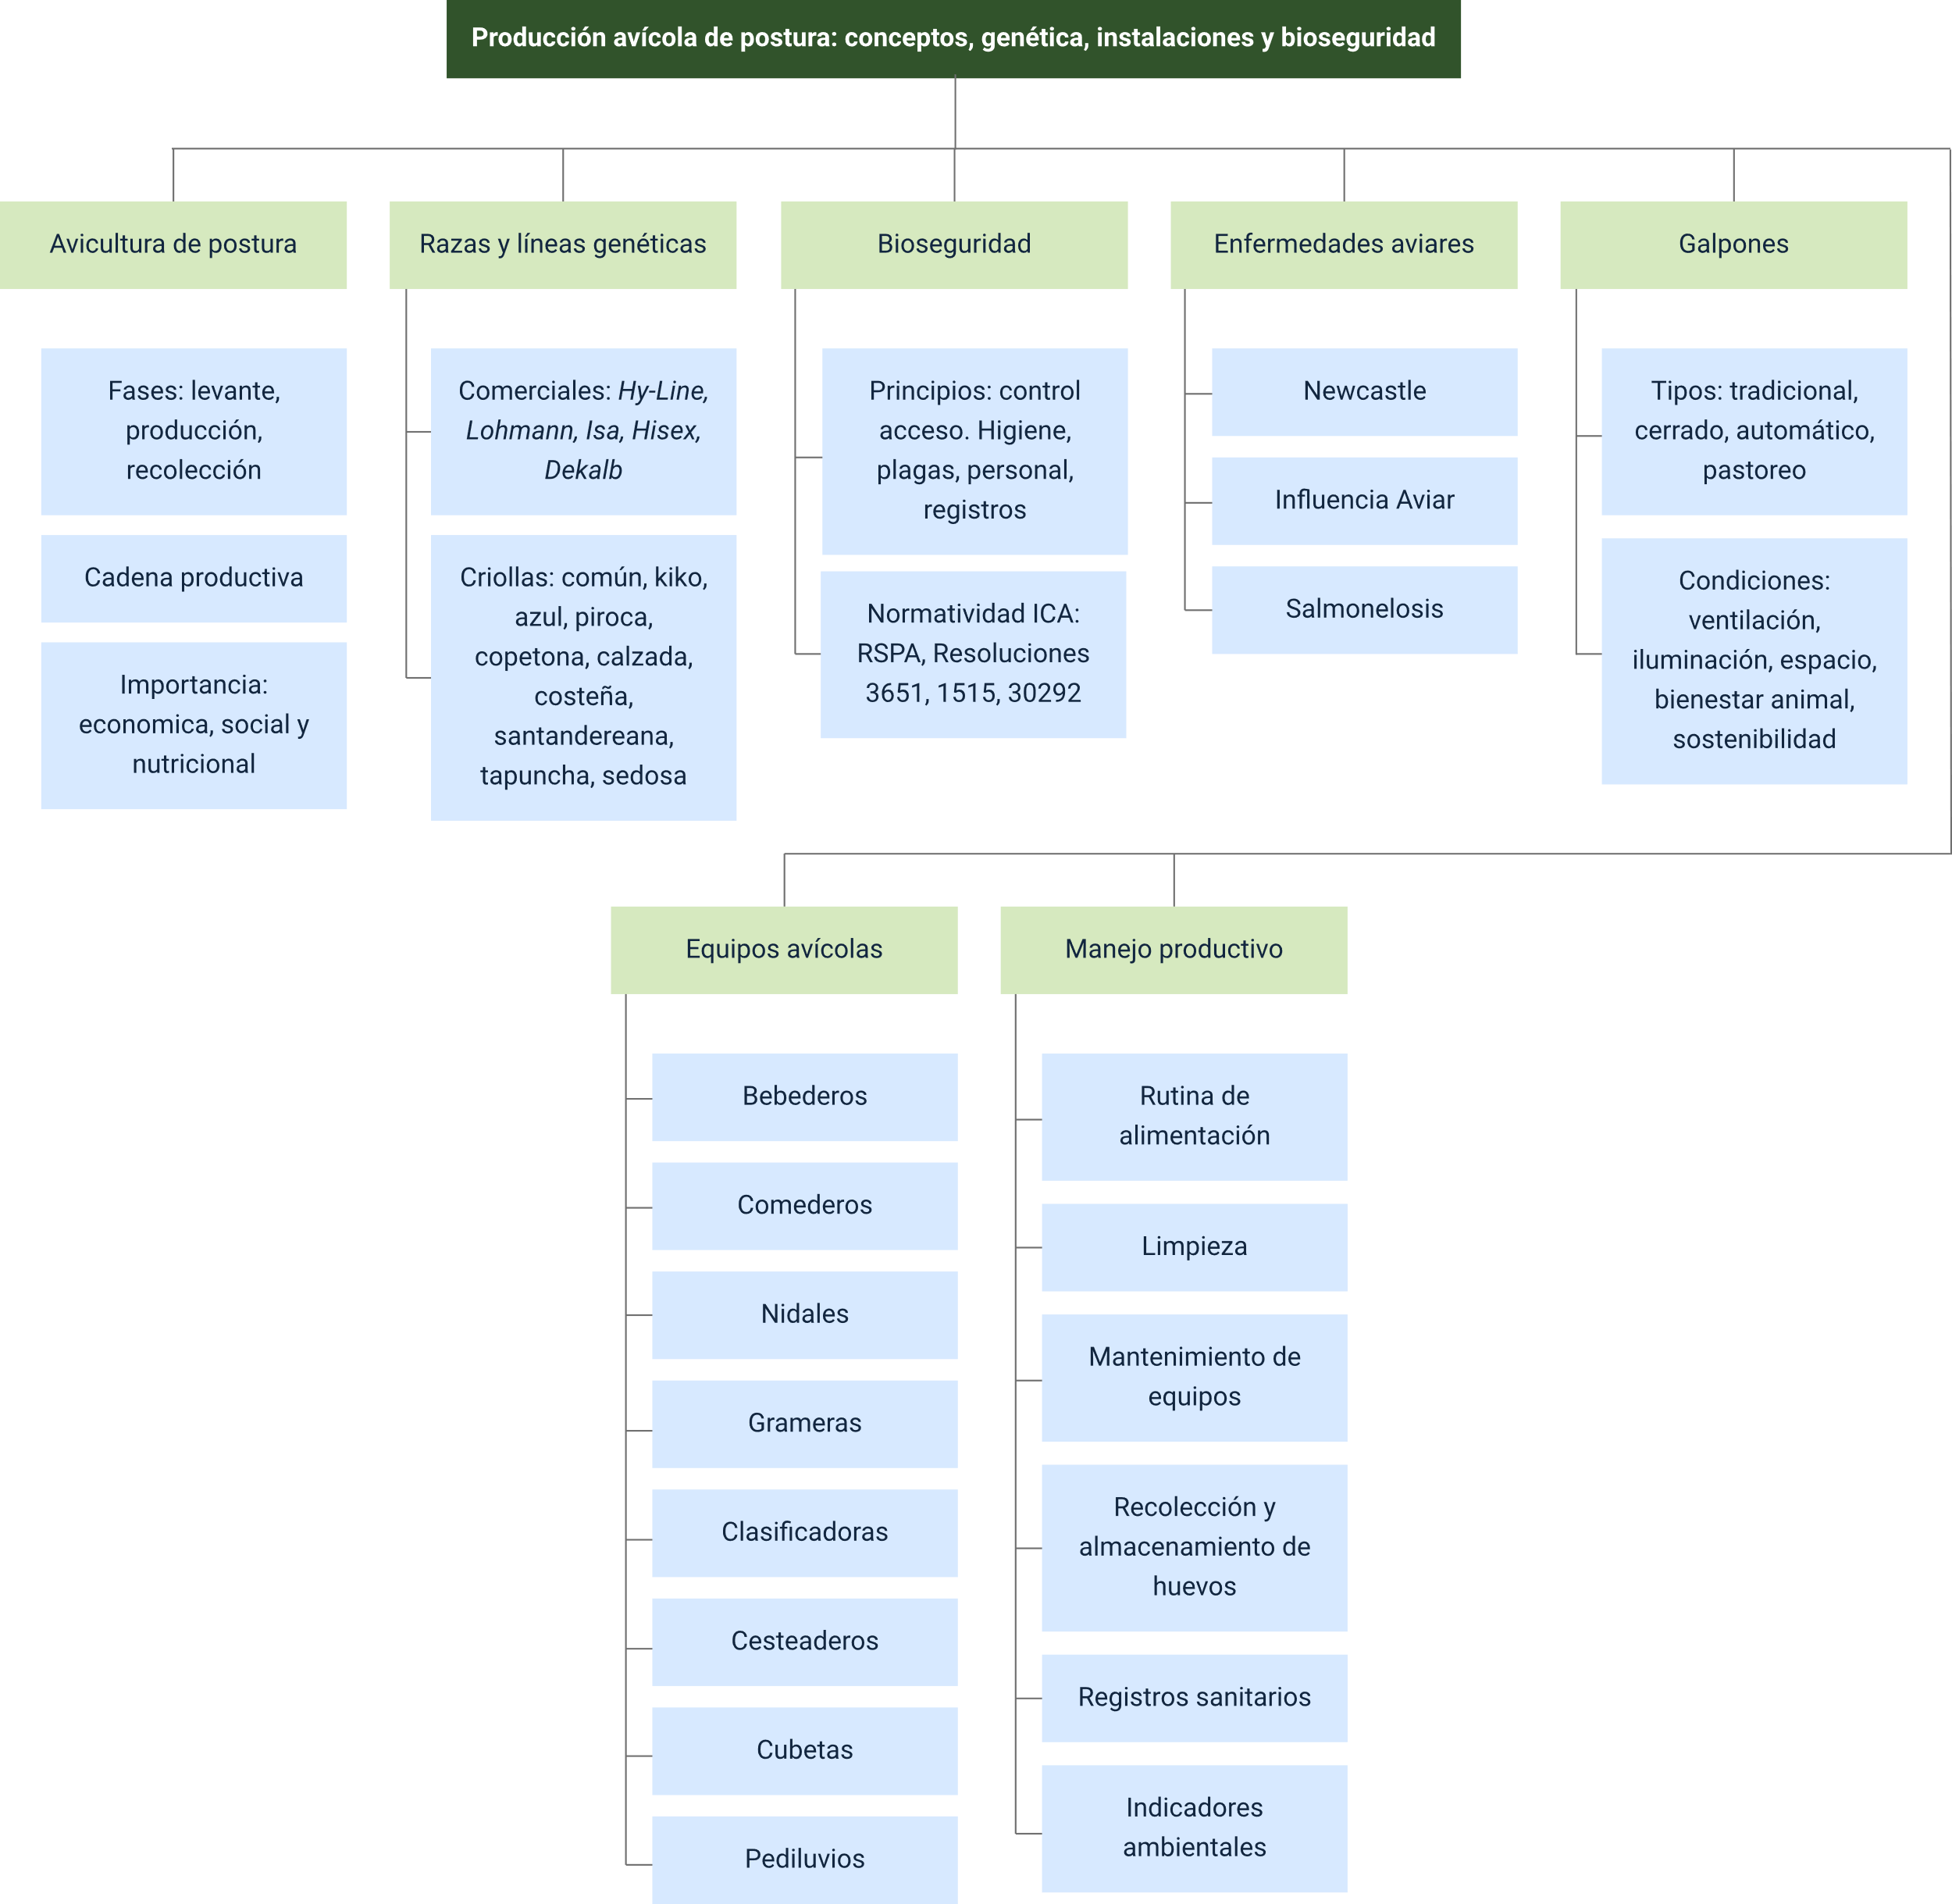 Producción avícola de postura: conceptos, genética, instalaciones y bioseguridad
Avicultura de postura
Fases: levante,
producción,
recolección
Cadena productiva
Importancia:
economica, social y
nutricional
Razas y líneas genéticas
Comerciales: Hy-Line,
Lohmann, Isa, Hisex,
Dekalb
Criollas: común, kiko,
azul, piroca,
copetona, calzada,
costeña,
santandereana,
tapuncha, sedosa
Bioseguridad
Principios: control
acceso. Higiene,
plagas, personal,
registros
Normatividad ICA:
RSPA, Resoluciones
3651, 1515, 30292
Enfermedades aviares
Newcastle
Influencia Aviar
Salmonelosis
Galpones
Tipos: tradicional,
cerrado, automático,
pastoreo
Condiciones:
ventilación,
iluminación, espacio,
bienestar animal,
sostenibilidad
Equipos avícolas
Bebederos
Comederos
Nidales
Grameras
Clasificadoras
Cesteaderos
Cubetas
Pediluvios
Manejo productivo
Rutina de
alimentación
Limpieza
Mantenimiento de
equipos
Recolección y
almacenamiento de
huevos
Registros sanitarios
Indicadores
ambientales